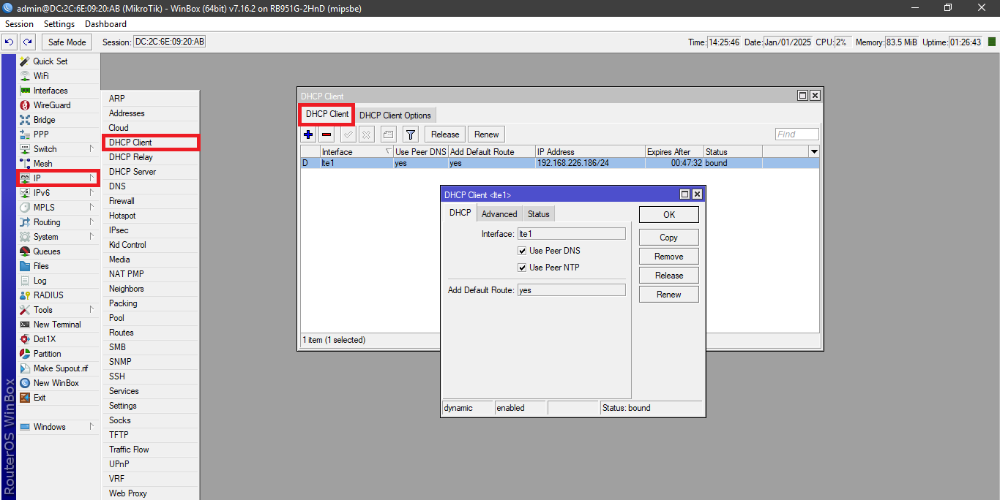 admin@DC:2C:6E:09:20:AB (MikroTik) - WinBox (64bit) v7.16.2 on RB951G-2HnD (mipsbe)
Session Settings Dashboard
Safe Mode Session: DC:2C:6E:09:20:AB Time: 14:25:46 Date: Jan/01/2025 CPU: 2% Memory: 83.5 MiB Uptime: 01:26:43
RouterOS WinBox
Quick Set
WiFi
Interfaces
WireGuard
Bridge
PPP
Switch
Mesh
IP
IPv6
MPLS
Routing
System
Queues
Files
Log
RADIUS
Tools
New Terminal
Dot1X
Partition
Make Supout.rif
New WinBox
Exit
Windows
ARP
Addresses
Cloud
DHCP Client
DHCP Relay
DHCP Server
DNS
Firewall
Hotspot
IPsec
Kid Control
Media
NAT PMP
Neighbors
Packing
Pool
Routes
SMB
SNMP
SSH
Services
Settings
Socks
TFTP
Traffic Flow
UPnP
VRF
Web Proxy
DHCP Client
DHCP Client DHCP Client Options
Release Renew Find
Interface Use Peer DNS Add Default Route IP Address Expires After Status
D lte1 yes yes 192.168.226.186/24 00:47:32 bound
1 item (1 selected)
DHCP Client <lte1>
DHCP Advanced Status
Interface: lte1
Use Peer DNS
Use Peer NTP
Add Default Route: yes
OK
Copy
Remove
Release
Renew
dynamic enabled Status: bound